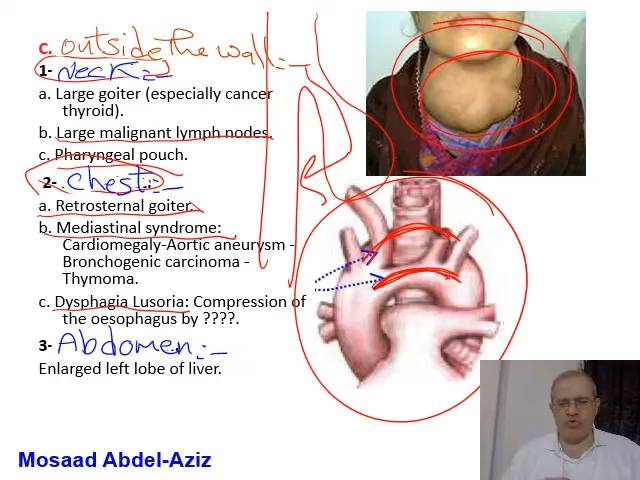 C. outside the wall:-
1- Neck:-
a. Large goiter (especially cancer
thyroid).
b. Large malignant lymph nodes.
c. Pharyngeal pouch.
2- Chest:-
a. Retrosternal goiter.
b. Mediastinal syndrome:
Cardiomegaly-Aortic aneurysm -
Bronchogenic carcinoma -
Thymoma.
c. Dysphagia Lusoria: Compression of
the oesophagus by ????.
3- Abdomen:-
Enlarged left lobe of liver.
Mosaad Abdel-Aziz